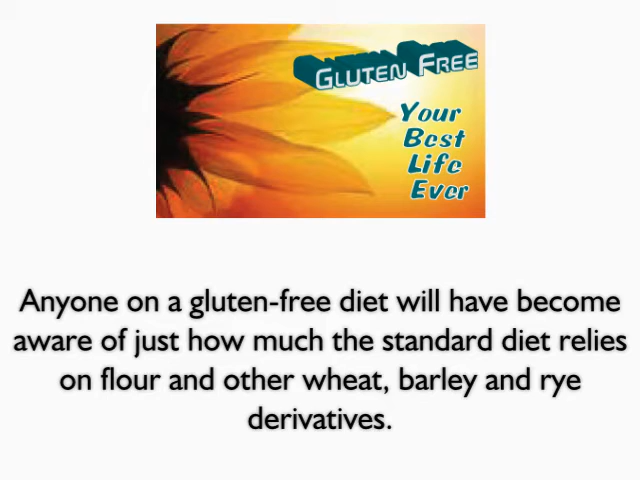 Gluten Free
Your
Best
Life
Ever
Anyone on a gluten-free diet will have become
aware of just how much the standard diet relies
on flour and other wheat, barley and rye
derivatives.